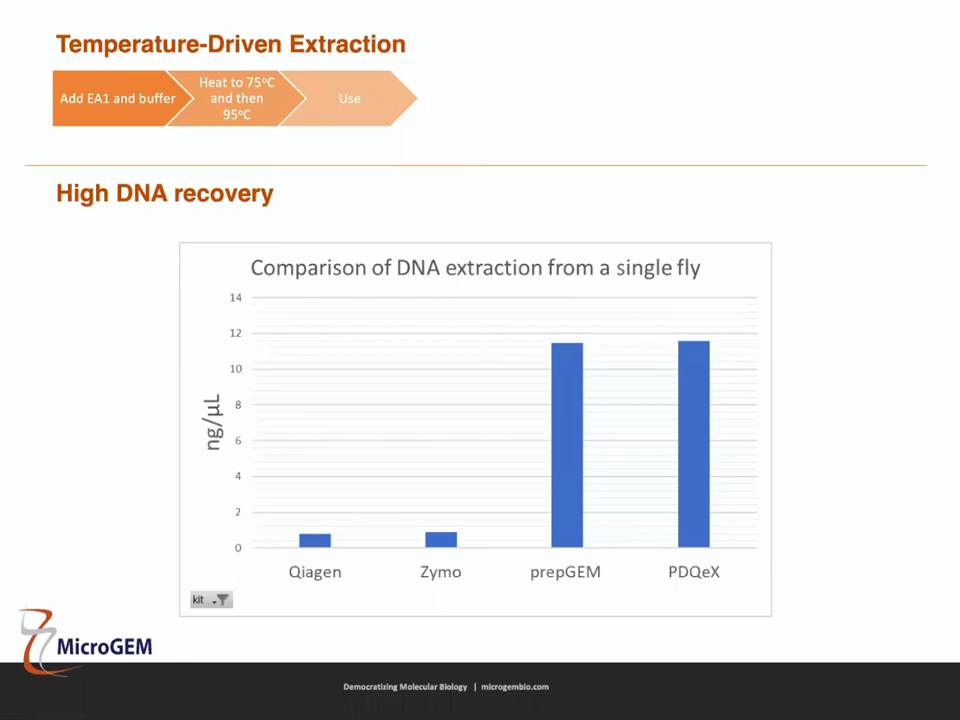 Temperature-Driven Extraction
Add EA1 and buffer
Heat to 75°C
and then
95°C
Use
High DNA recovery
Comparison of DNA extraction from a single fly
14
12
10
8
6
4
2
0
ng/µL
Qiagen
Zymo
prepGEM
PDQeX
kit
MicroGEM
Democratizing Molecular Biology | microgembio.com